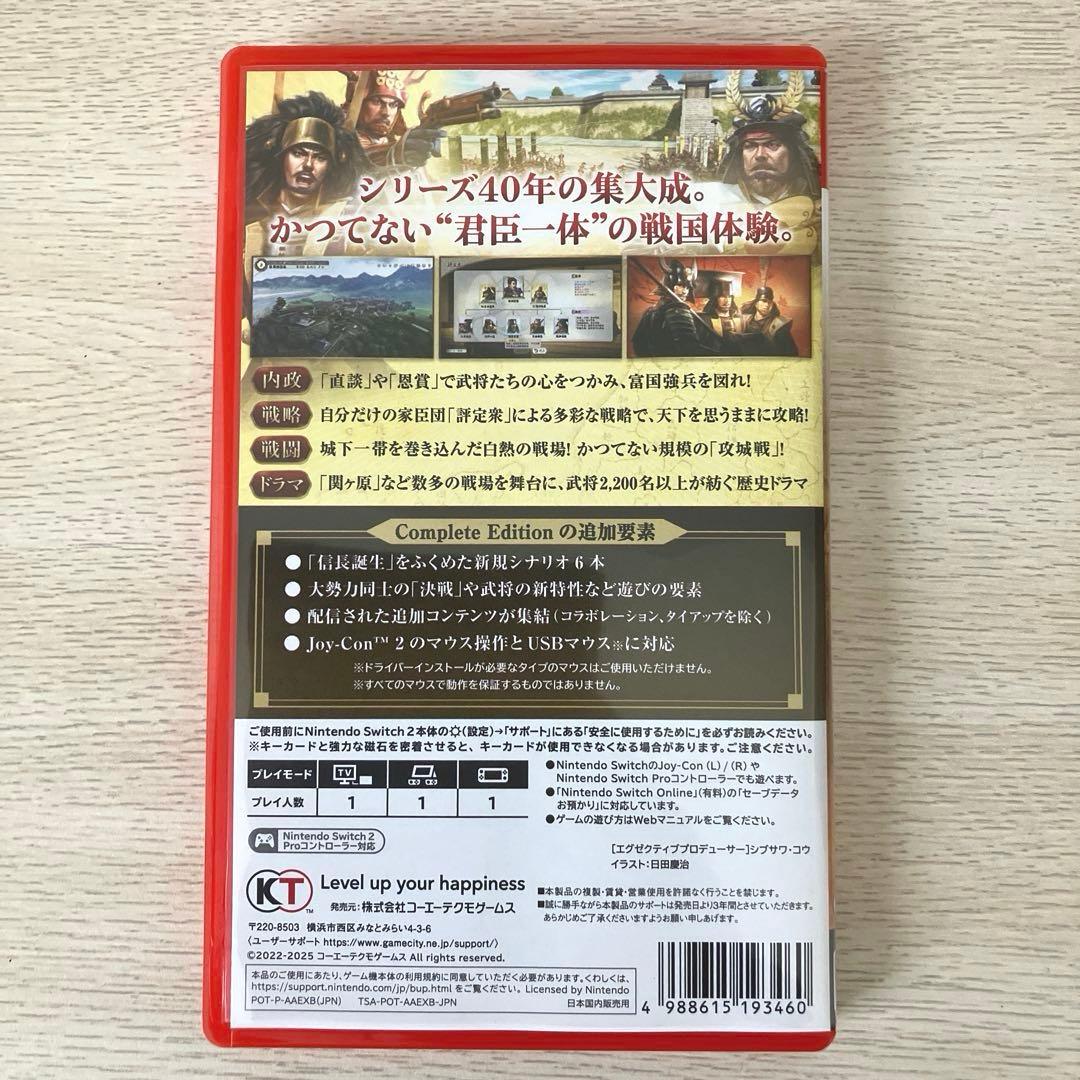 シリーズ40年の集大成。
かつてない“君臣一体”の戦国体験。
内政 「直談」や「恩賞」で武将たちの心をつかみ、富国強兵を図れ!
戦略 自分だけの家臣団「評定衆」による多彩な戦略で、天下を思うままに攻略!
戦闘 城下一帯を巻き込んだ白熱の戦場! かつてない規模の「攻城戦」!
ドラマ 「関ヶ原」など数多の戦場を舞台に、武将2,200名以上が紡ぐ歴史ドラマ
Complete Edition の追加要素
●「信長誕生」をふくめた新規シナリオ6本
●大勢力同士の「決戦」や武将の新特性など遊びの要素
●配信された追加コンテンツが集結(コラボレーション、タイアップを除く)
●Joy-Con™ 2 のマウス操作とUSBマウス※に対応
※ドライバーインストールが必要なタイプのマウスはご使用いただけません。
※すべてのマウスで動作を保証するものではありません。
ご使用前にNintendo Switch 2本体の(設定)→「サポート」にある「安全に使用するために」を必ずお読みください。
※キーカードと強力な磁石を密着させると、キーカードが使用できなくなる場合があります。ご注意ください。
プレイモード TV
プレイ人数 1 1 1
●Nintendo SwitchのJoy-Con (L) / (R) や
Nintendo Switch Proコントローラーでも遊べます。
●「Nintendo Switch Online」(有料)の「セーブデータ
お預かり」に対応しています。
●ゲームの遊び方はWebマニュアルをご覧ください。
Nintendo Switch 2
Proコントローラー対応
[エグゼクティブプロデューサー]シブサワ・コウ
イラスト:日田慶治
KT™ Level up your happiness
発売元: 株式会社コーエーテクモゲームス
■本製品の複製・賃貸・営業使用を許諾なく行うことを禁じます。
■誠に勝手ながら本製品のサポートは発売日より3年間とさせていただきます。
あらかじめご了承くださいますようお願い申しあげます。
〒220-8503 横浜市西区みなとみらい4-3-6
〈ユーザーサポート https://www.gamecity.ne.jp/support/〉
©2022-2025 コーエーテクモゲームス All rights reserved.
本品のご使用にあたり、ゲーム機本体の利用規約に同意していただく必要があります。くわしくは、
https://support.nintendo.com/jp/bup.html をご覧ください。 Licensed by Nintendo
POT-P-AAEXB(JPN) TSA-POT-AAEXB-JPN 日本国内販売用
4 988615 193460